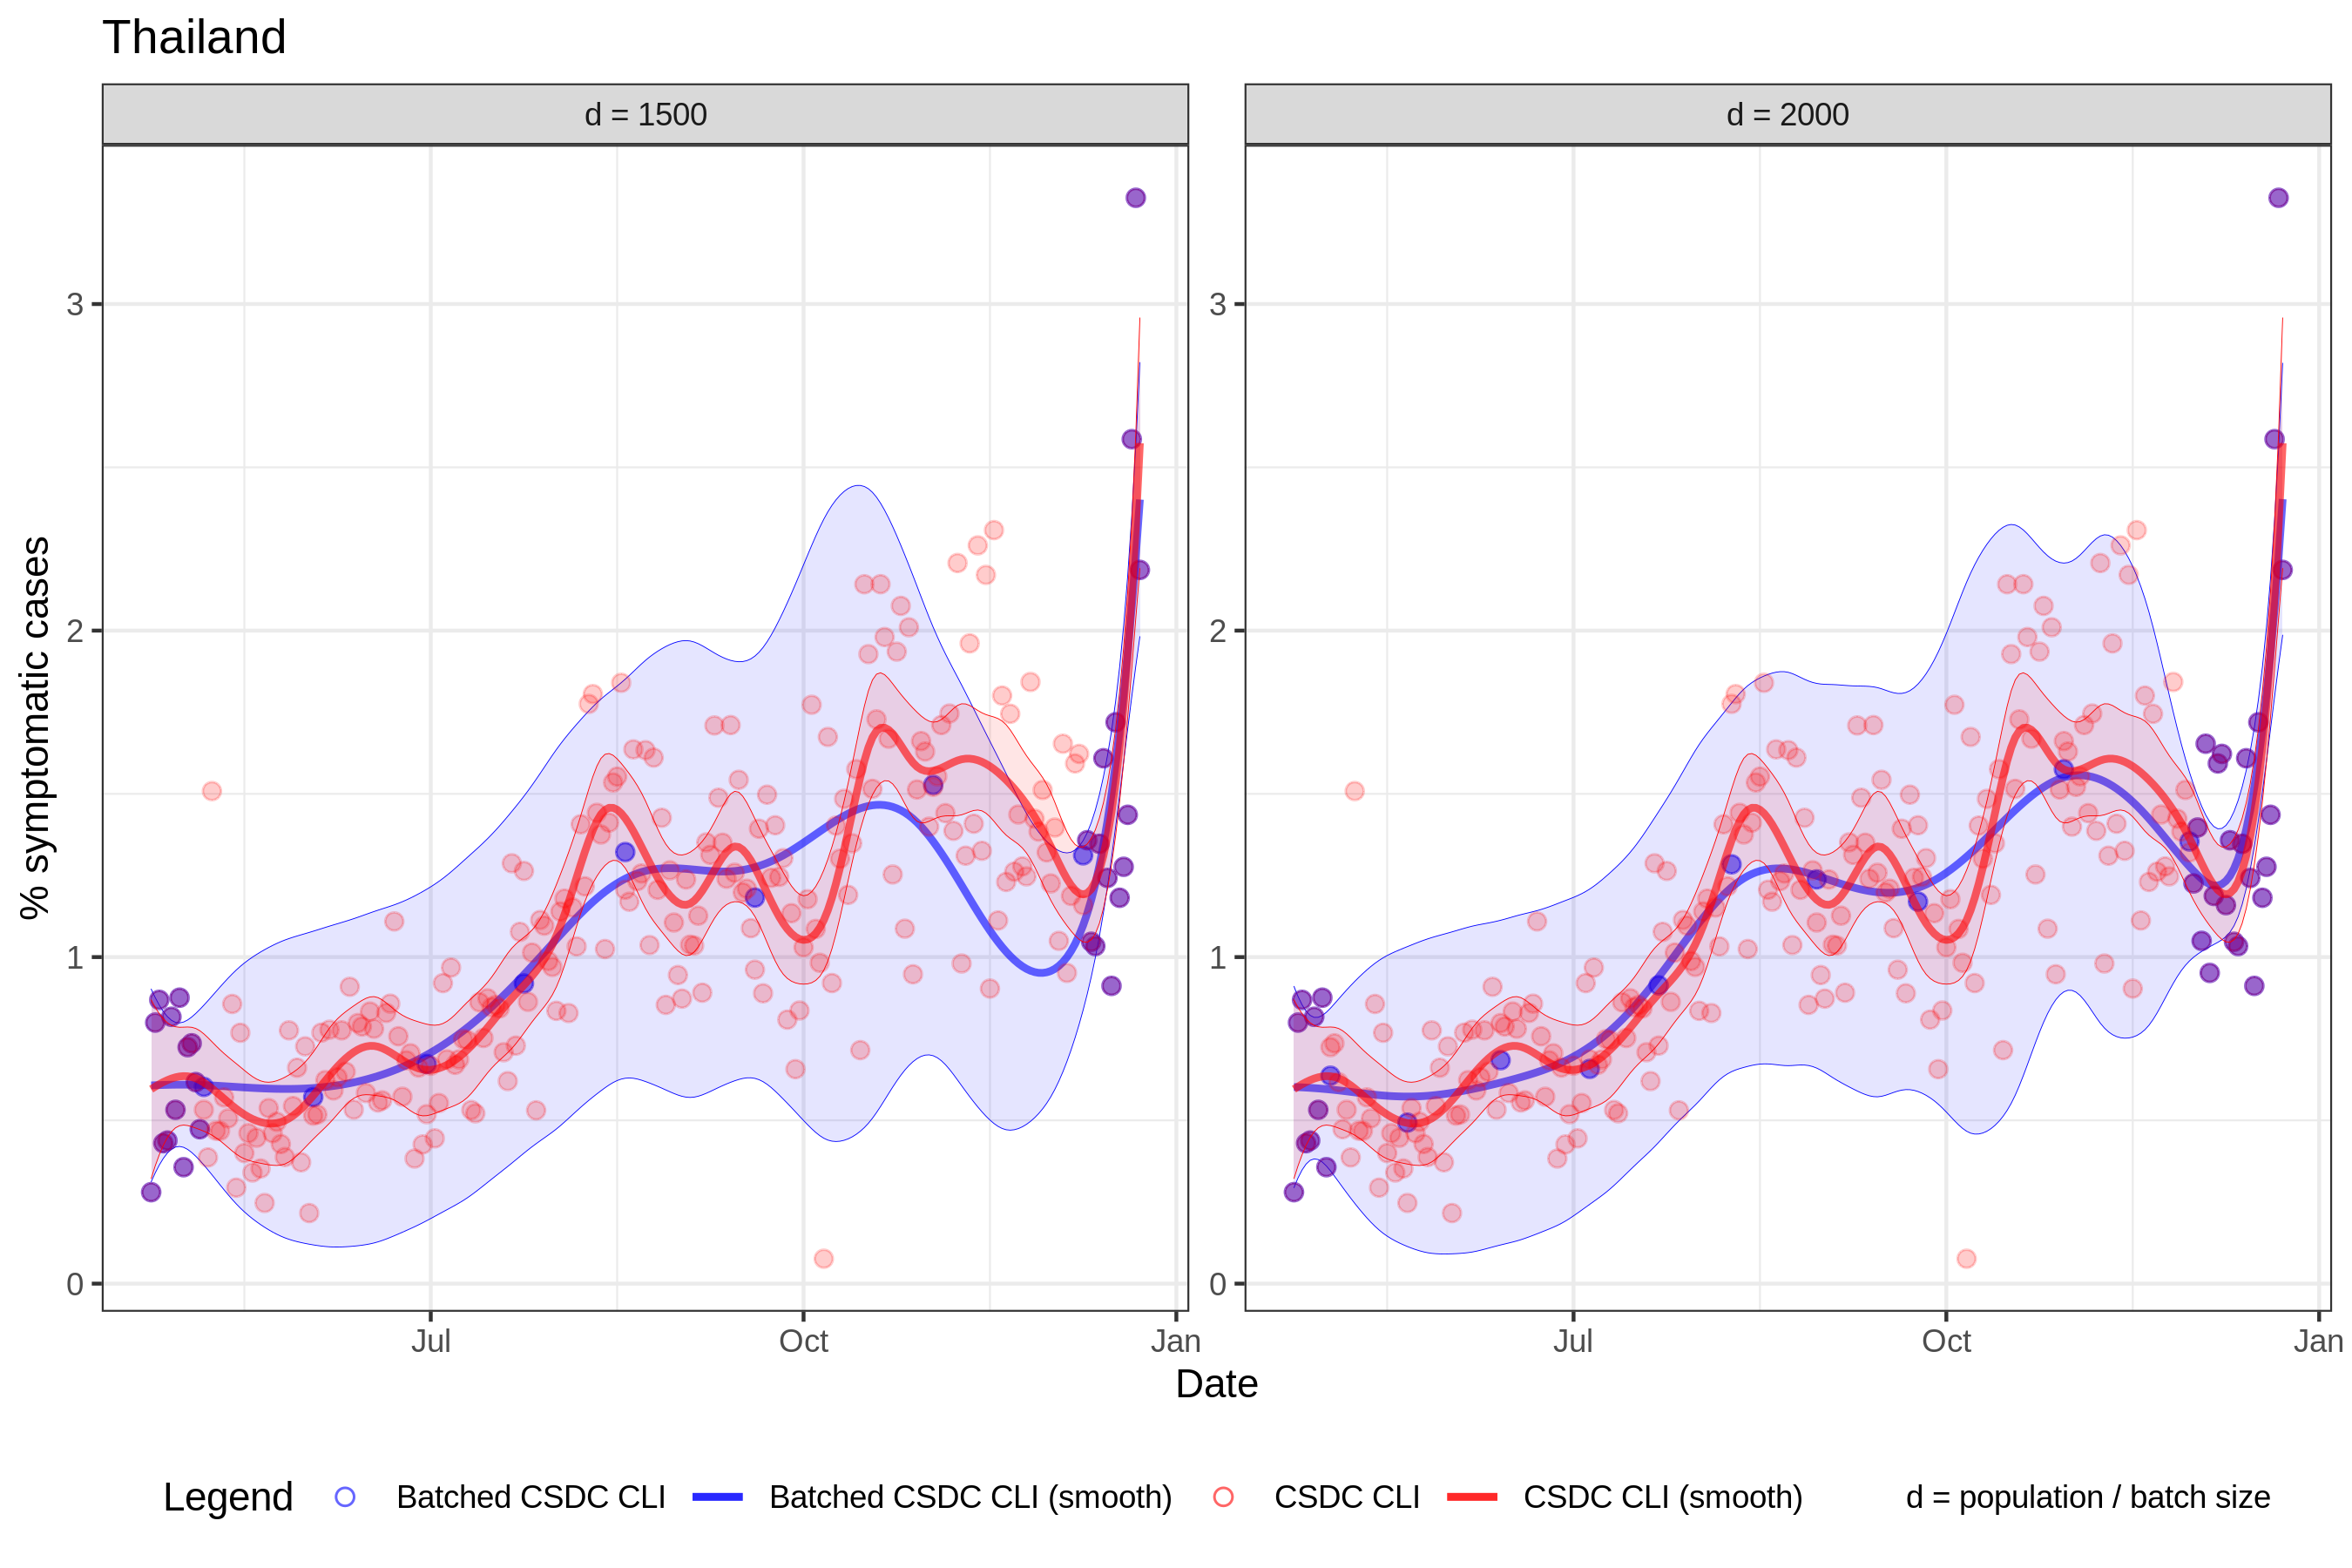 Thailand
d = 1500
d = 2000
% symptomatic cases
3
2
1
0
3
2
1
0
Jul
Oct
Jan
Jul
Oct
Jan
Date
Legend
Batched CSDC CLI
Batched CSDC CLI (smooth)
CSDC CLI
CSDC CLI (smooth)
d = population / batch size